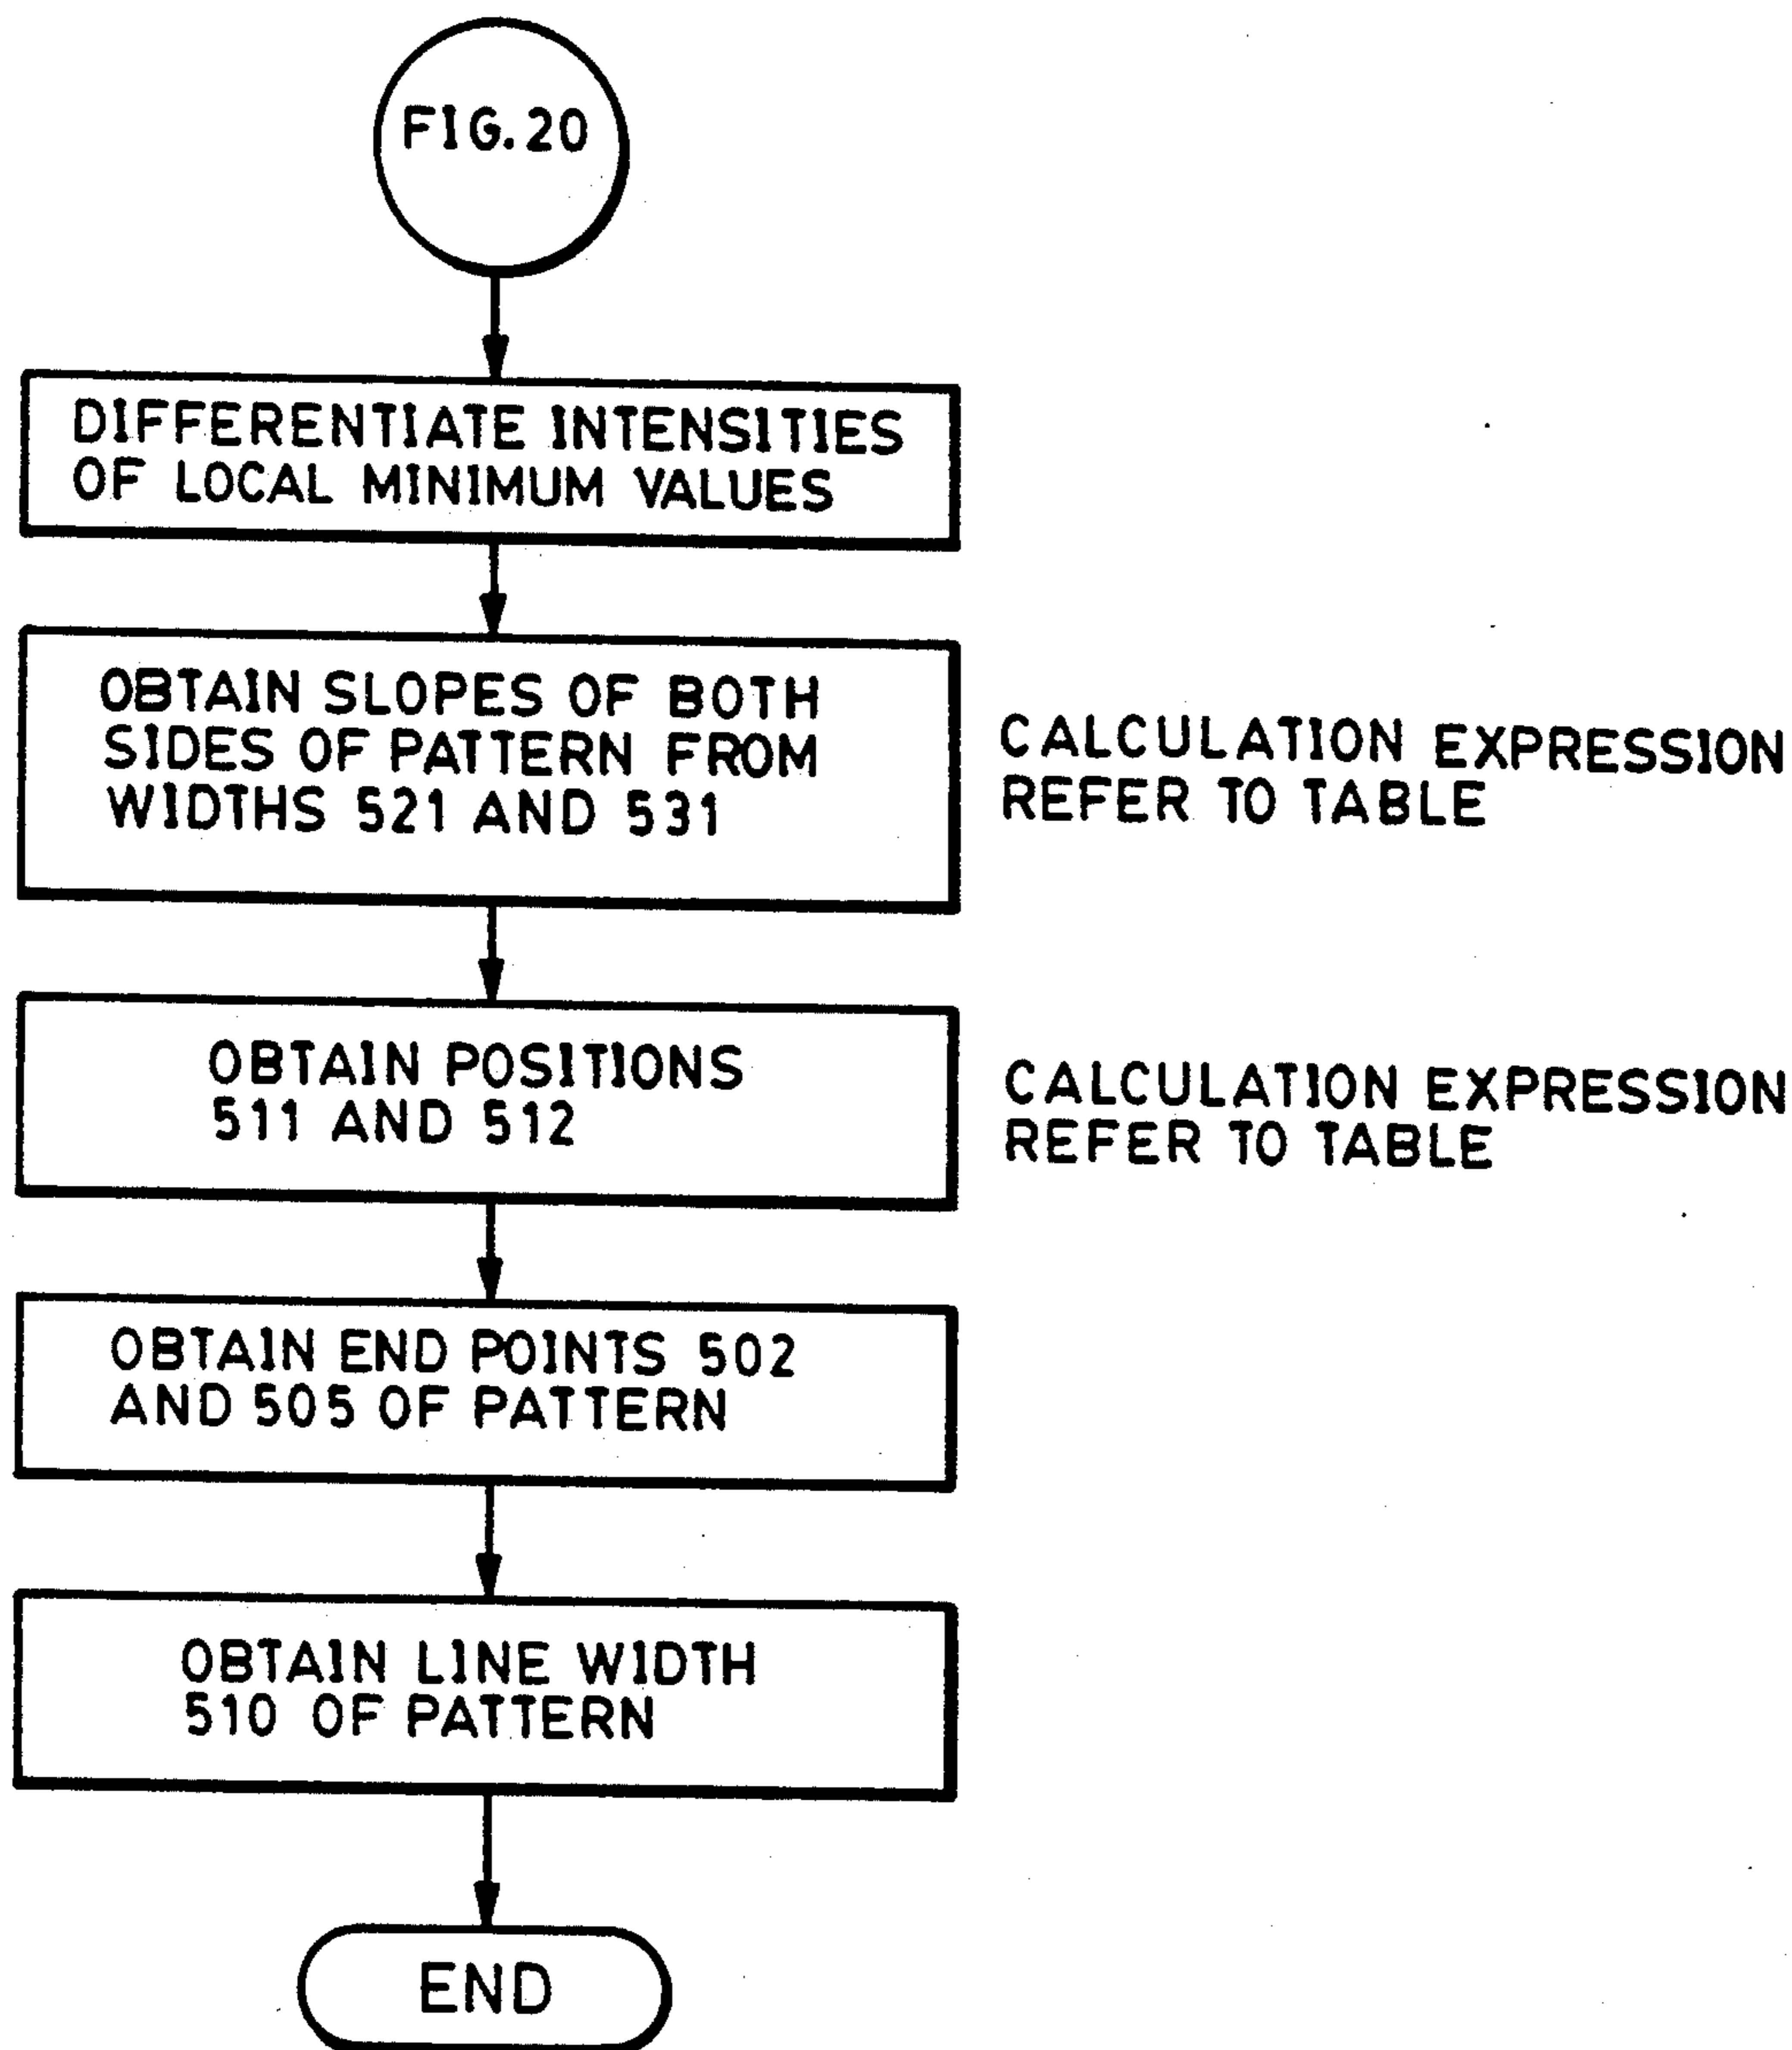 FIG.20
DIFFERENTIATE INTENSITIES
OF LOCAL MINIMUM VALUES
OBTAIN SLOPES OF BOTH
SIDES OF PATTERN FROM
WIDTHS 521 AND 531
CALCULATION EXPRESSION
REFER TO TABLE
OBTAIN POSITIONS
511 AND 512
CALCULATION EXPRESSION
REFER TO TABLE
OBTAIN END POINTS 502
AND 505 OF PATTERN
OBTAIN LINE WIDTH
510 OF PATTERN
END